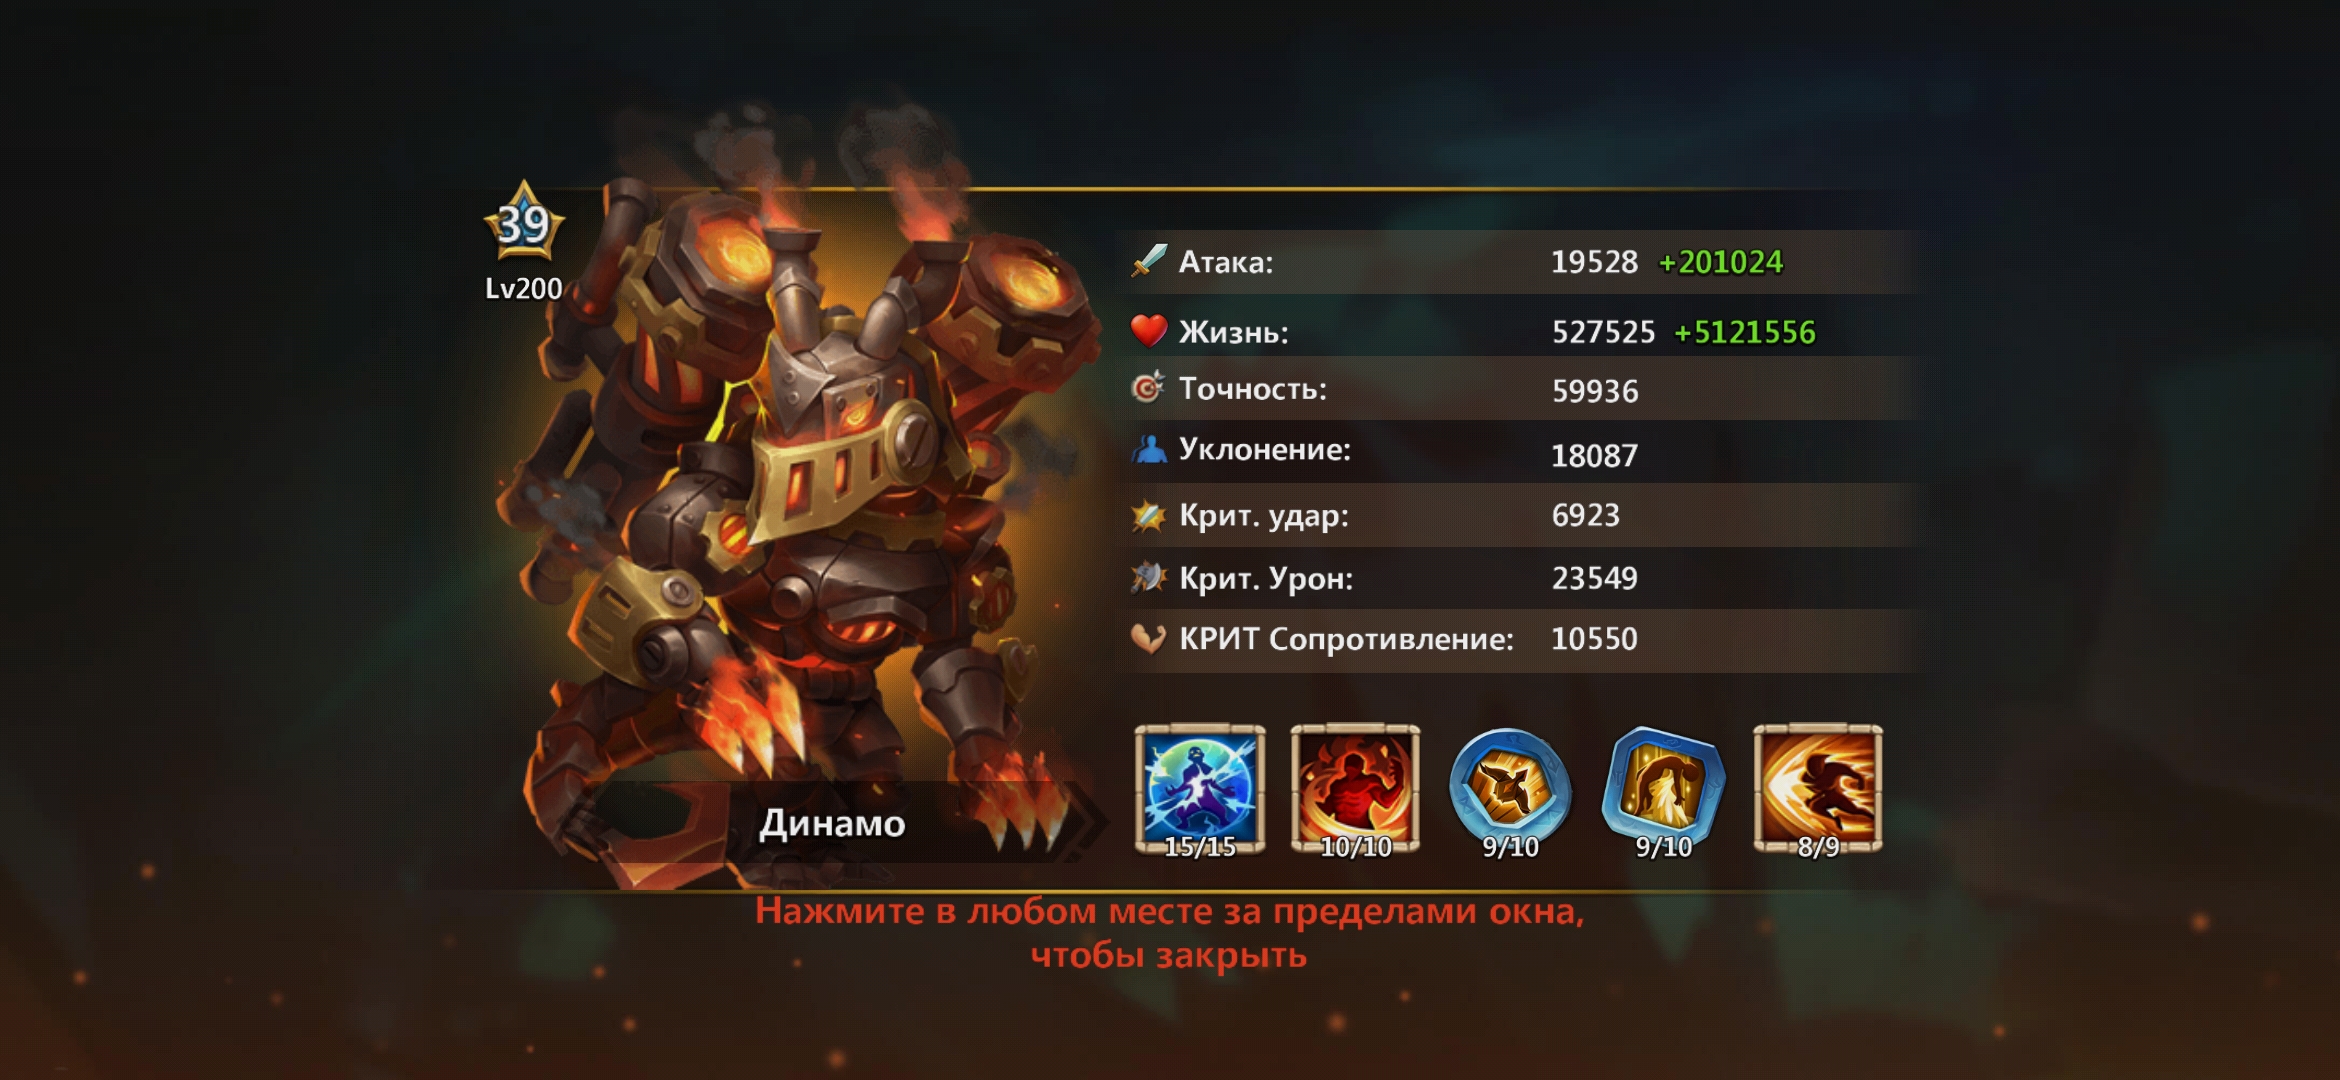 39
Lv200
Атака: 19528 +201024
Жизнь: 527525 +5121556
Точность: 59936
Уклонение: 18087
Крит. удар: 6923
Крит. Урон: 23549
КРИТ Сопротивление: 10550
Динамо
15/15 10/10 9/10 9/10 8/9
Нажмите в любом месте за пределами окна,
чтобы закрыть